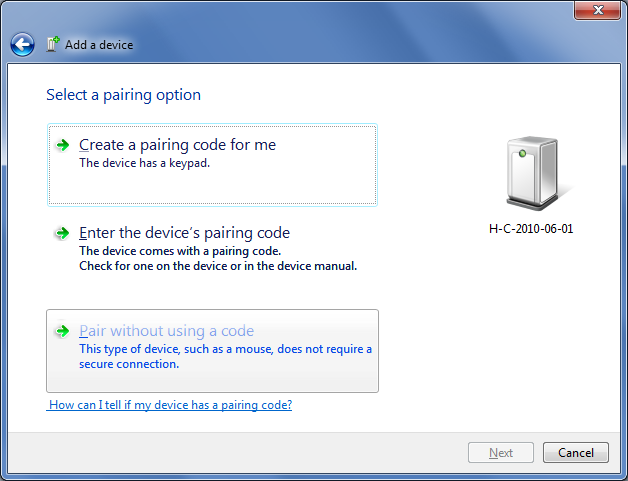 Add a device
Select a pairing option
Create a pairing code for me
The device has a keypad.
H-C-2010-06-01
Enter the device's pairing code
The device comes with a pairing code.
Check for one on the device or in the device manual.
Pair without using a code
This type of device, such as a mouse, does not require a
secure connection.
How can I tell if my device has a pairing code?
Next
Cancel